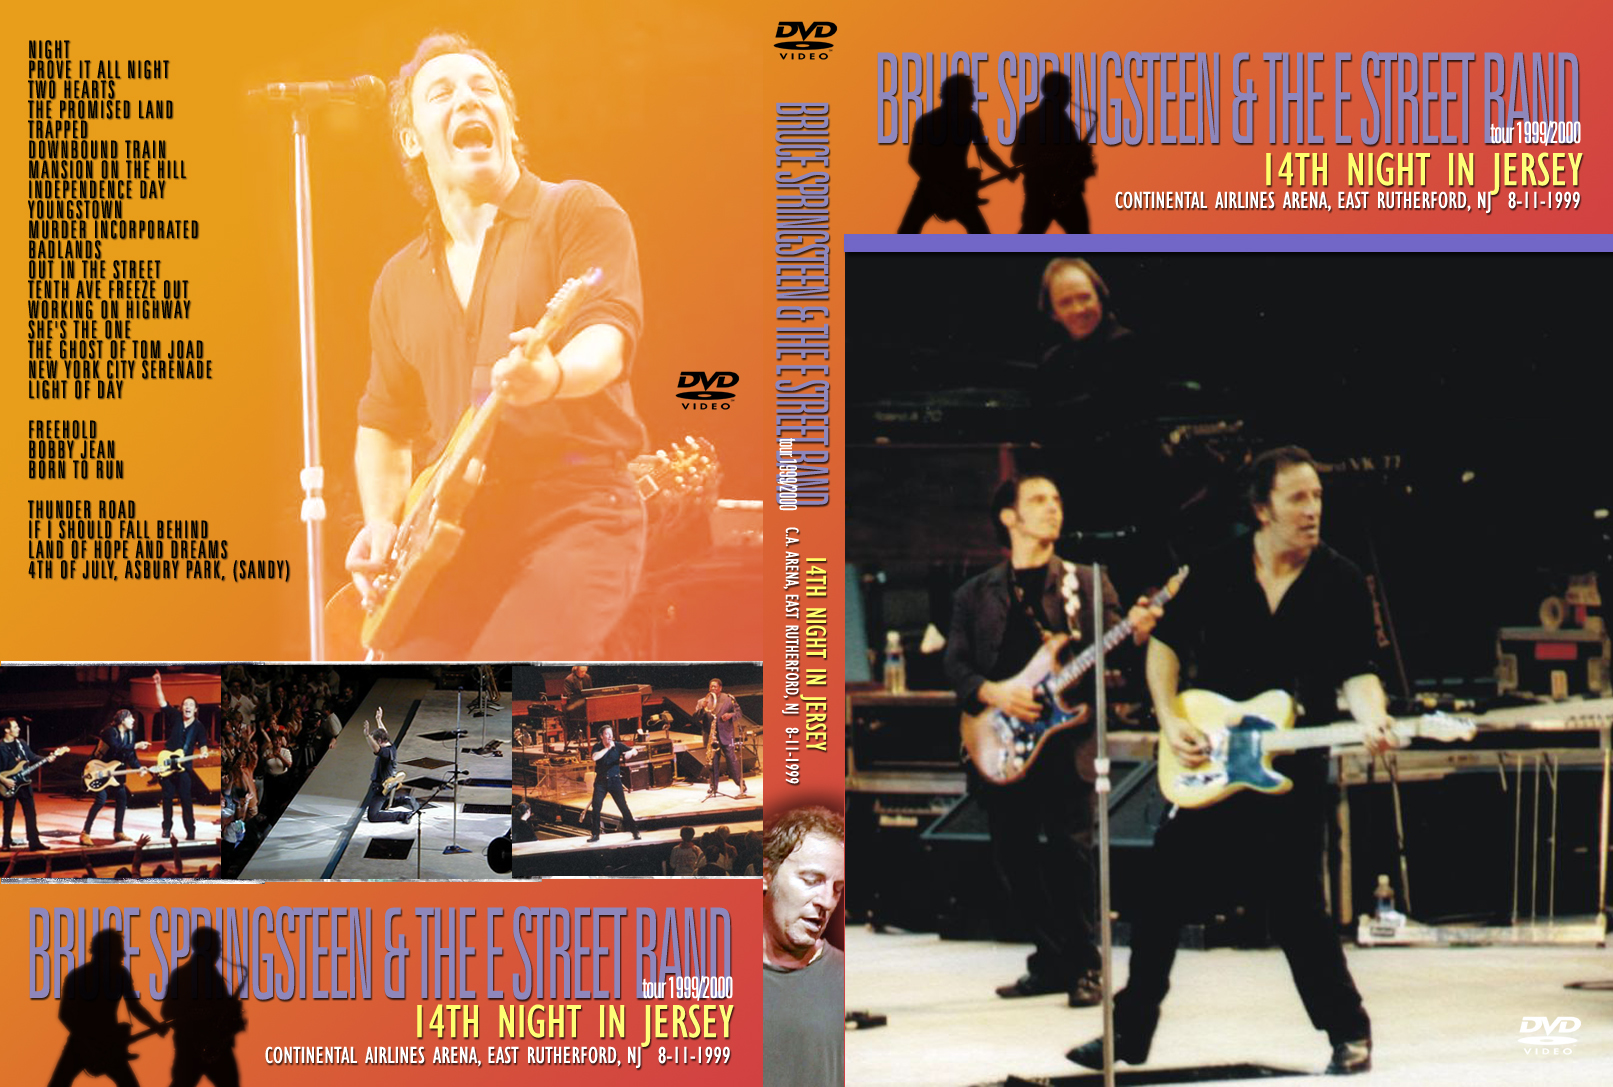 NIGHT
PROVE IT ALL NIGHT
TWO HEARTS
THE PROMISED LAND
TRAPPED
DOWNBOUND TRAIN
MANSION ON THE HILL
INDEPENDENCE DAY
YOUNGSTOWN
MURDER INCORPORATED
BADLANDS
OUT IN THE STREET
TENTH AVE FREEZE OUT
WORKING ON HIGHWAY
SHE'S THE ONE
THE GHOST OF TOM JOAD
NEW YORK CITY SERENADE
LIGHT OF DAY
FREEHOLD
BOBBY JEAN
BORN TO RUN
THUNDER ROAD
IF I SHOULD FALL BEHIND
LAND OF HOPE AND DREAMS
4TH OF JULY, ASBURY PARK, (SANDY)
DVD
VIDEO
BRUCE SPRINGSTEEN & THE E STREET BAND
tour 1999/2000
14TH NIGHT IN JERSEY
CONTINENTAL AIRLINES ARENA, EAST RUTHERFORD, NJ 8-11-1999
DVD
VIDEO
BRUCE SPRINGSTEEN & THE E STREET BAND
tour 1999/2000
14TH NIGHT IN JERSEY
C.A. ARENA, EAST RUTHERFORD, NJ 8-11-1999
BRUCE SPRINGSTEEN & THE E STREET BAND
tour 1999/2000
14TH NIGHT IN JERSEY
CONTINENTAL AIRLINES ARENA, EAST RUTHERFORD, NJ 8-11-1999
VK 77
DVD
VIDEO